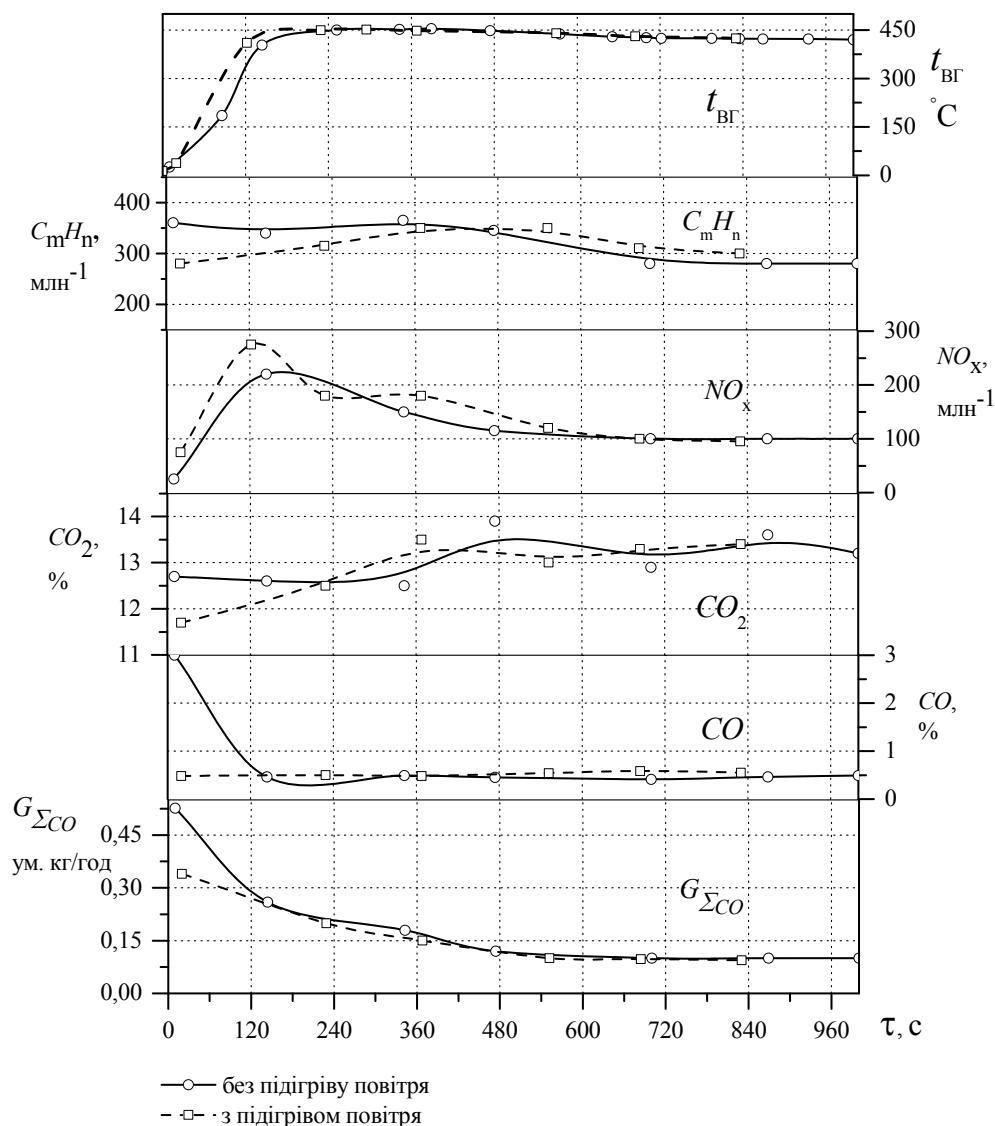 450
300
150
0
t_ВГ
°C
t_ВГ
400
300
200
C_mH_n,
млн^-1
C_mH_n
300
200
100
0
NO_x,
млн^-1
NO_x
14
13
12
11
CO_2,
%
CO_2
3
2
1
0
CO,
%
CO
G_ΣCO
ум. кг/год
0,45
0,30
0,15
0,00
G_ΣCO
0 120 240 360 480 600 720 840 960 τ, с
без підігріву повітря
з підігрівом повітря